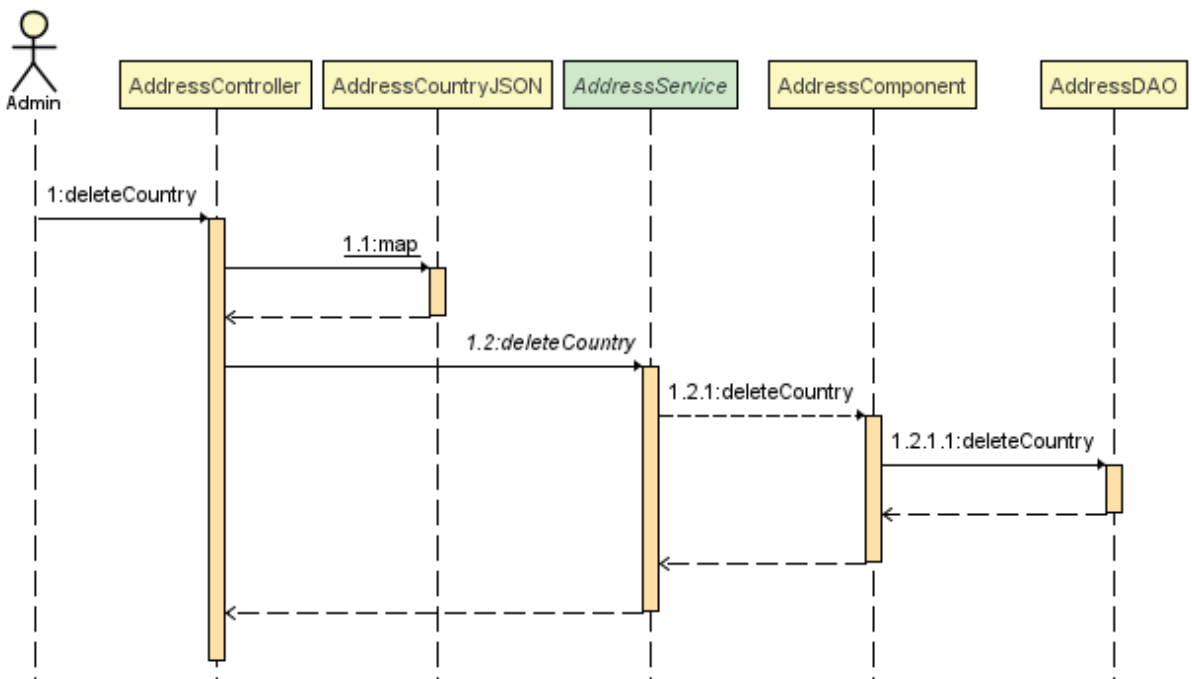 Admin
AddressController
AddressCountryJSON
AddressService
AddressComponent
AddressDAO
1:deleteCountry
1.1:map
1.2:deleteCountry
1.2.1:deleteCountry
1.2.1.1:deleteCountry